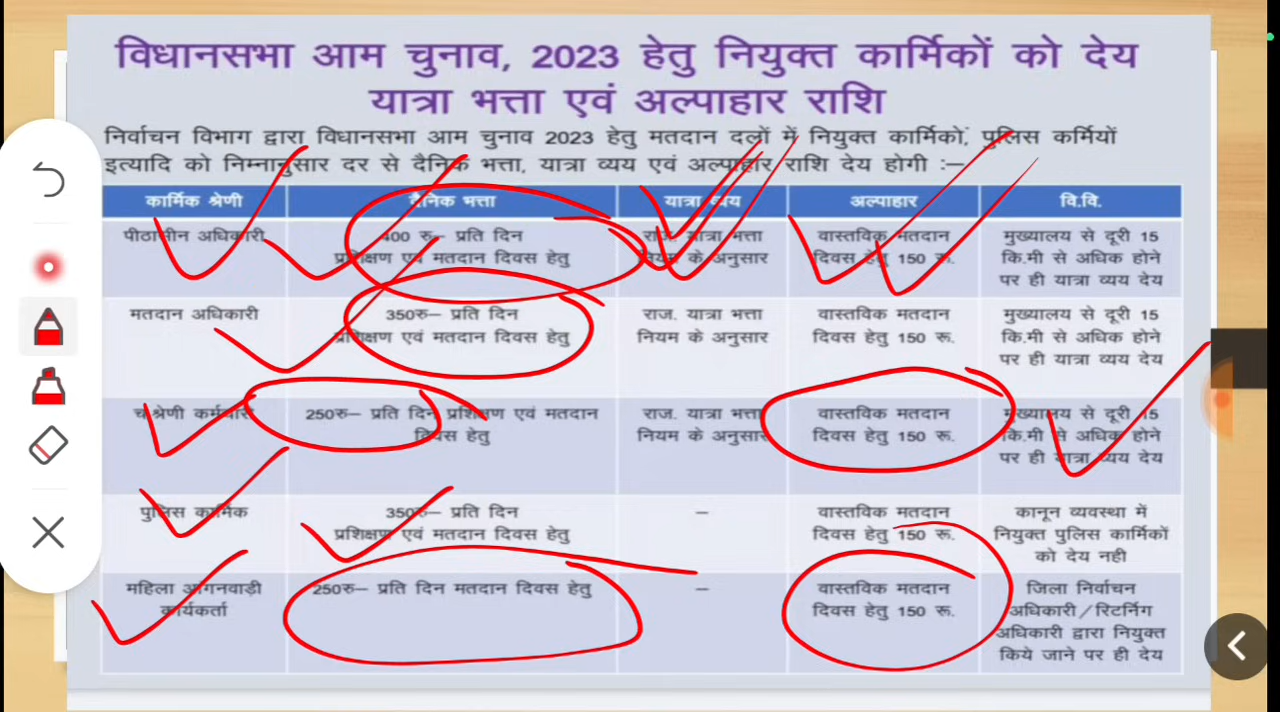 विधानसभा आम चुनाव, 2023 हेतु नियुक्त कार्मिकों को देय
यात्रा भत्ता एवं अल्पाहार राशि
निर्वाचन विभाग द्वारा विधानसभा आम चुनाव 2023 हेतु मतदान दलों में नियुक्त कार्मिको, पुलिस कर्मियों
इत्यादि को निम्नानुसार दर से दैनिक भत्ता, यात्रा व्यय एवं अल्पाहार राशि देय होगी :–
कार्मिक श्रेणी दैनिक भत्ता यात्रा व्यय अल्पाहार वि.वि.
पीठासीन अधिकारी
400 रु– प्रति दिन
प्रशिक्षण एवं मतदान दिवस हेतु
राज. यात्रा भत्ता
नियम के अनुसार
वास्तविक मतदान
दिवस हेतु 150 रू.
मुख्यालय से दूरी 15
कि.मी से अधिक होने
पर ही यात्रा व्यय देय
मतदान अधिकारी
350रु– प्रति दिन
प्रशिक्षण एवं मतदान दिवस हेतु
राज. यात्रा भत्ता
नियम के अनुसार
वास्तविक मतदान
दिवस हेतु 150 रू.
मुख्यालय से दूरी 15
कि.मी से अधिक होने
पर ही यात्रा व्यय देय
च श्रेणी कर्मचारी
250रु– प्रति दिन प्रशिक्षण एवं मतदान
दिवस हेतु
राज. यात्रा भत्ता
नियम के अनुसार
वास्तविक मतदान
दिवस हेतु 150 रू.
मुख्यालय से दूरी 15
कि.मी से अधिक होने
पर ही यात्रा व्यय देय
पुलिस कार्मिक
350रु– प्रति दिन
प्रशिक्षण एवं मतदान दिवस हेतु
–
वास्तविक मतदान
दिवस हेतु 150 रू.
कानून व्यवस्था में
नियुक्त पुलिस कार्मिकों
को देय नही
महिला आंगनवाड़ी
कार्यकर्ता
250रु– प्रति दिन मतदान दिवस हेतु
–
वास्तविक मतदान
दिवस हेतु 150 रू.
जिला निर्वाचन
अधिकारी/रिटर्निग
अधिकारी द्वारा नियुक्त
किये जाने पर ही देय